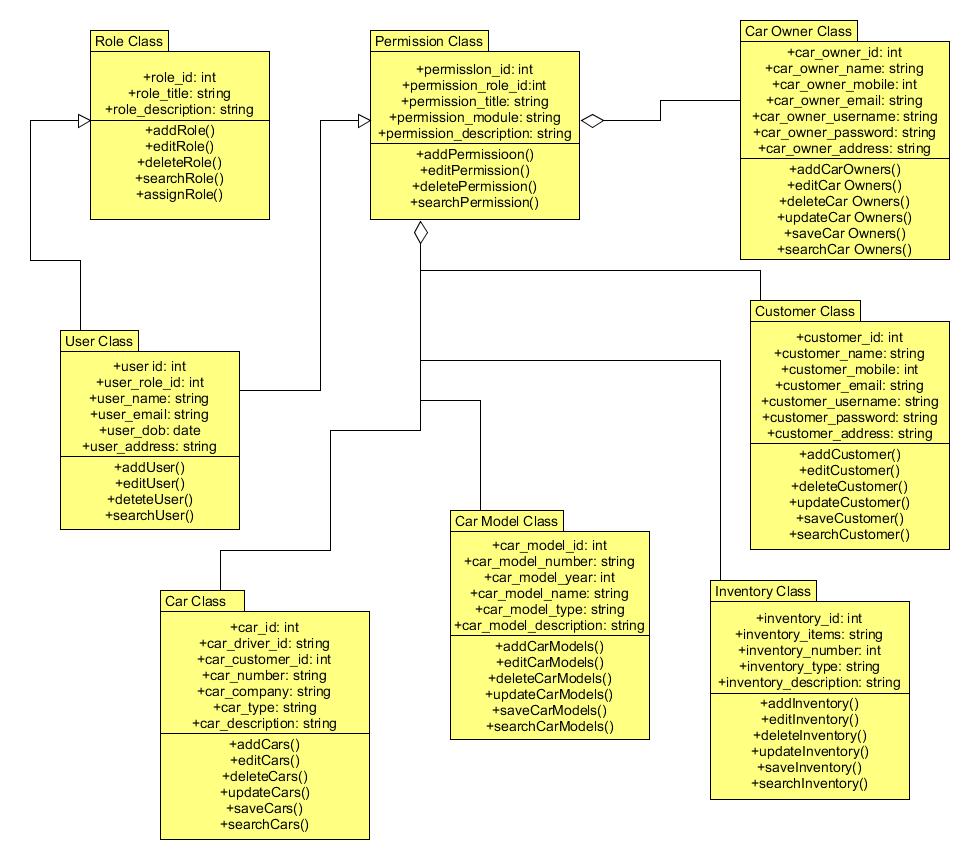 Role Class
+role_id: int
+role_title: string
+role_description: string
+addRole()
+editRole()
+deleteRole()
+searchRole()
+assignRole()
Permission Class
+permissIon_id: int
+permission_role_id:int
+permission_title: string
+permission_module: string
+permission_description: string
+addPermissioon()
+editPermission()
+deletePermission()
+searchPermission()
Car Owner Class
+car_owner_id: int
+car_owner_name: string
+car_owner_mobile: int
+car_owner_email: string
+car_owner_username: string
+car_owner_password: string
+car_owner_address: string
+addCarOwners()
+editCar Owners()
+deleteCar Owners()
+updateCar Owners()
+saveCar Owners()
+searchCar Owners()
User Class
+user id: int
+user_role_id: int
+user_name: string
+user_email: string
+user_dob: date
+user_address: string
+addUser()
+editUser()
+deteteUser()
+searchUser()
Customer Class
+customer_id: int
+customer_name: string
+customer_mobile: int
+customer_email: string
+customer_username: string
+customer_password: string
+customer_address: string
+addCustomer()
+editCustomer()
+deleteCustomer()
+updateCustomer()
+saveCustomer()
+searchCustomer()
Car Class
+car_id: int
+car_driver_id: string
+car_customer_id: int
+car_number: string
+car_company: string
+car_type: string
+car_description: string
+addCars()
+editCars()
+deleteCars()
+updateCars()
+saveCars()
+searchCars()
Car Model Class
+car_model_id: int
+car_model_number: string
+car_model_year: int
+car_model_name: string
+car_model_type: string
+car_model_description: string
+addCarModels()
+editCarModels()
+deleteCarModels()
+updateCarModels()
+saveCarModels()
+searchCarModels()
Inventory Class
+inventory_id: int
+inventory_items: string
+inventory_number: int
+inventory_type: string
+inventory_description: string
+addInventory()
+editInventory()
+deleteInventory()
+updateInventory()
+saveInventory()
+searchInventory()